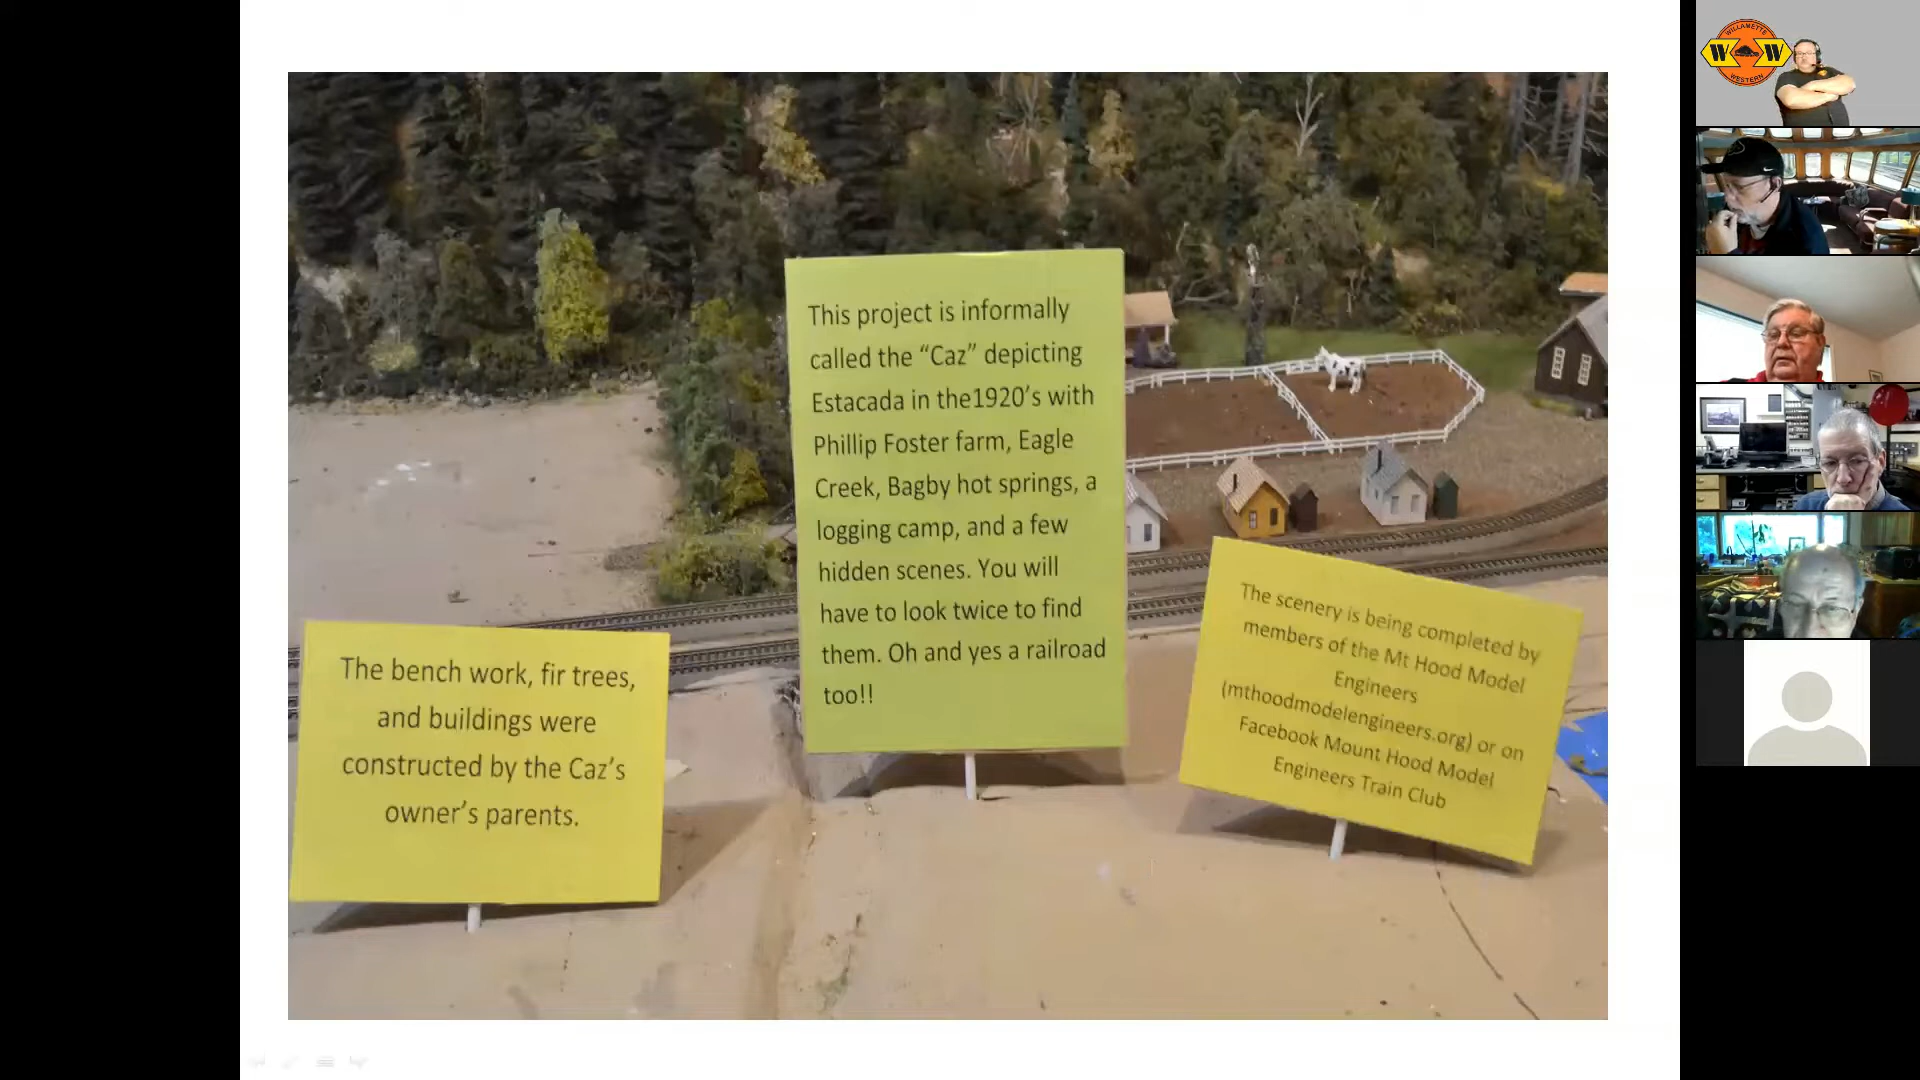 The bench work, fir trees,
and buildings were
constructed by the Caz's
owner's parents.
This project is informally
called the “Caz” depicting
Estacada in the1920's with
Phillip Foster farm, Eagle
Creek, Bagby hot springs, a
logging camp, and a few
hidden scenes. You will
have to look twice to find
them. Oh and yes a railroad
too!!
The scenery is being completed by
members of the Mt Hood Model
Engineers
(mthoodmodelengineers.org) or on
Facebook Mount Hood Model
Engineers Train Club
WILLAMETTE
W W
WESTERN